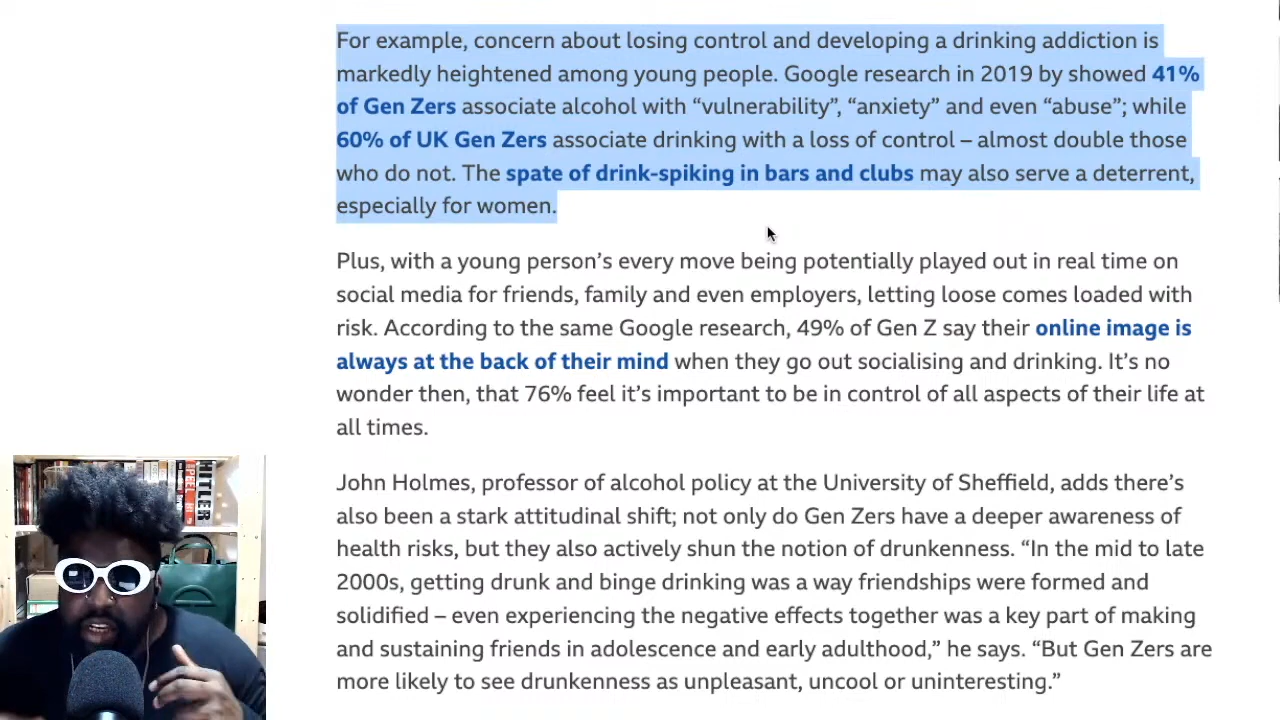 For example, concern about losing control and developing a drinking addiction is
markedly heightened among young people. Google research in 2019 by showed 41%
of Gen Zers associate alcohol with “vulnerability”, “anxiety” and even “abuse”; while
60% of UK Gen Zers associate drinking with a loss of control – almost double those
who do not. The spate of drink-spiking in bars and clubs may also serve a deterrent,
especially for women.
Plus, with a young person’s every move being potentially played out in real time on
social media for friends, family and even employers, letting loose comes loaded with
risk. According to the same Google research, 49% of Gen Z say their online image is
always at the back of their mind when they go out socialising and drinking. It’s no
wonder then, that 76% feel it’s important to be in control of all aspects of their life at
all times.
John Holmes, professor of alcohol policy at the University of Sheffield, adds there’s
also been a stark attitudinal shift; not only do Gen Zers have a deeper awareness of
health risks, but they also actively shun the notion of drunkenness. “In the mid to late
2000s, getting drunk and binge drinking was a way friendships were formed and
solidified – even experiencing the negative effects together was a key part of making
and sustaining friends in adolescence and early adulthood,” he says. “But Gen Zers are
more likely to see drunkenness as unpleasant, uncool or uninteresting.”
PEEL
HITLER